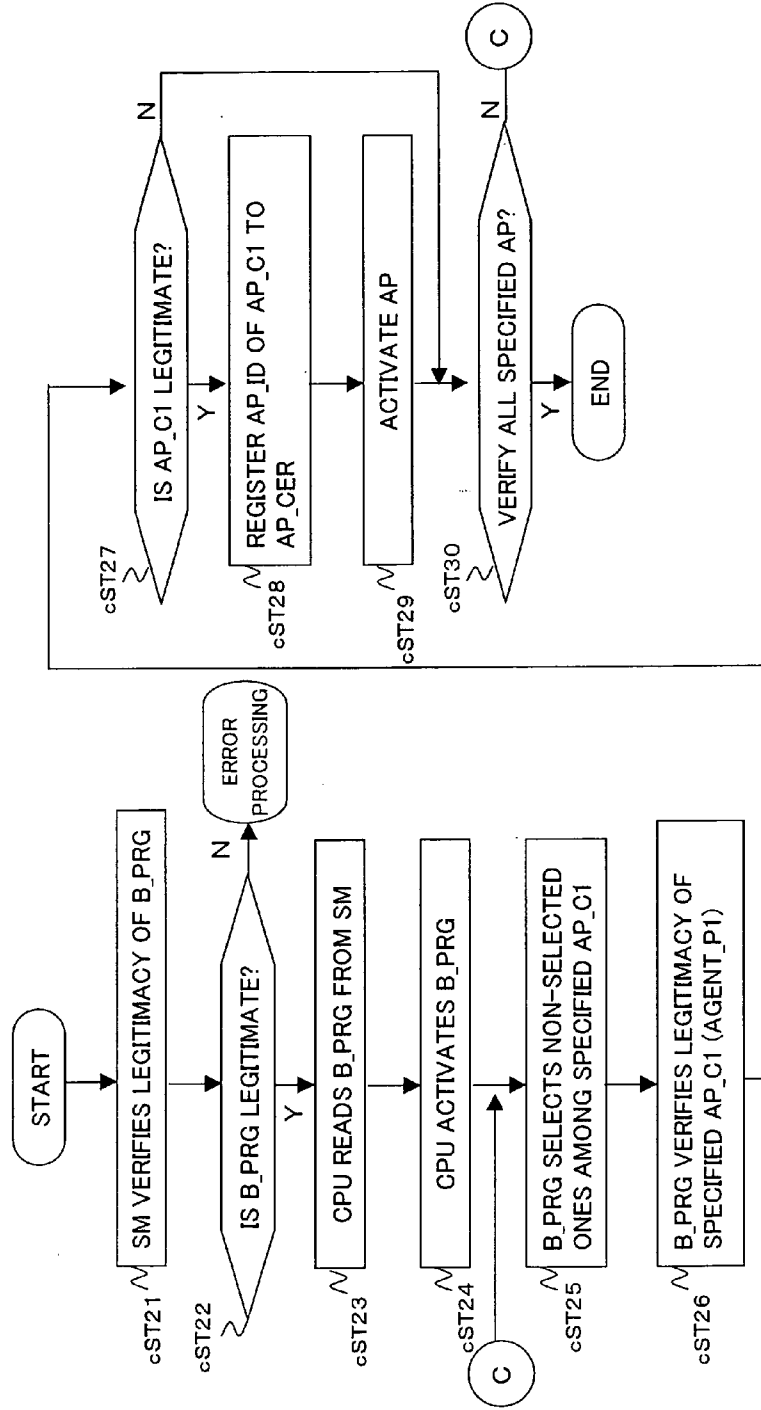 START
cST21
SM VERIFIES LEGITIMACY OF B_PRG
cST22
IS B_PRG LEGITIMATE?
N
ERROR
PROCESSING
Y
cST23
CPU READS B_PRG FROM SM
cST24
CPU ACTIVATES B_PRG
C
cST25
B_PRG SELECTS NON-SELECTED
ONES AMONG SPECIFIED AP_C1
cST26
B_PRG VERIFIES LEGITIMACY OF
SPECIFIED AP_C1 (AGENT_P1)
cST27
IS AP_C1 LEGITIMATE?
N
Y
cST28
REGISTER AP_ID OF AP_C1 TO
AP_CER
cST29
ACTIVATE AP
cST30
VERIFY ALL SPECIFIED AP?
N
C
Y
END